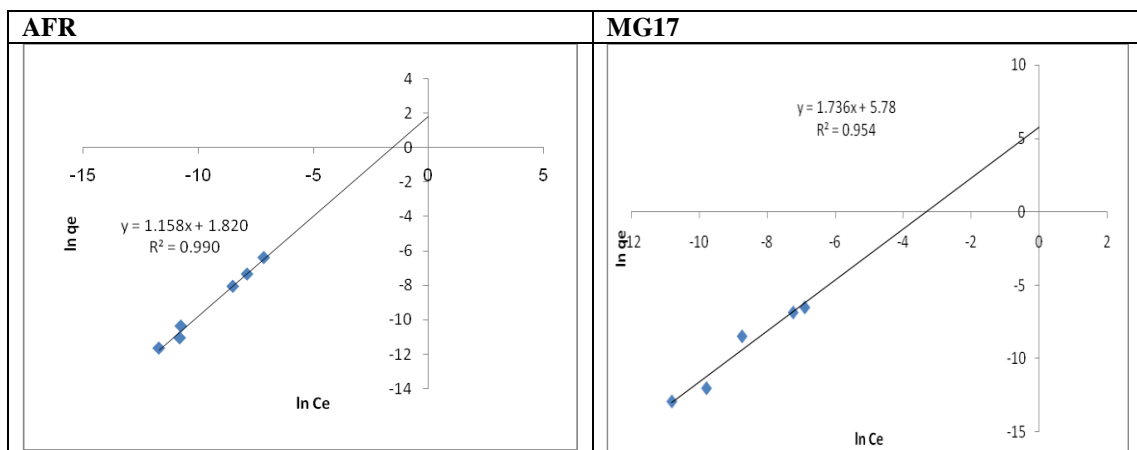 AFR
MG17
4
2
0
-2
-4
-6
-8
-10
-12
-14
-15
-10
-5
0
5
y = 1.158x + 1.820
R² = 0.990
ln qe
ln Ce
10
5
0
-5
-10
-15
-12
-10
-8
-6
-4
-2
0
2
y = 1.736x + 5.78
R² = 0.954
ln qe
ln Ce